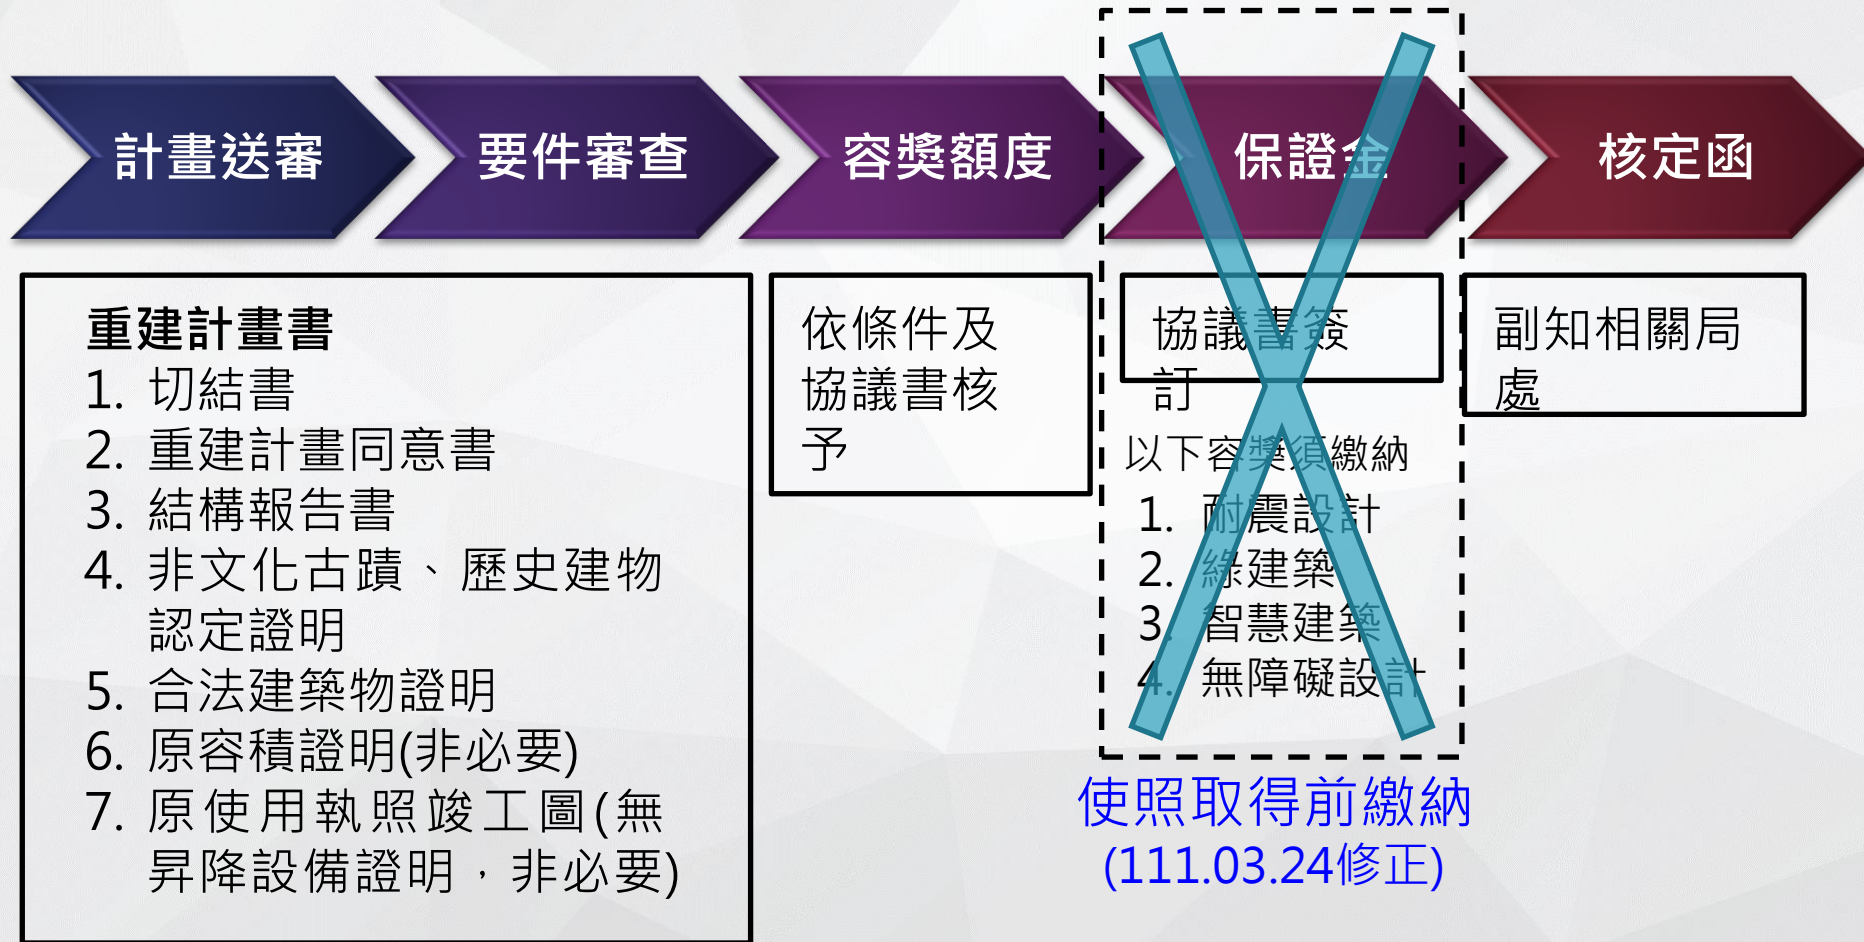 計畫送審
要件審查
容獎額度
保證金
核定函
重建計畫書
1. 切結書
2. 重建計畫同意書
3. 結構報告書
4. 非文化古蹟、歷史建物
認定證明
5. 合法建築物證明
6. 原容積證明(非必要)
7. 原使用執照竣工圖(無
昇降設備證明，非必要)
依條件及
協議書核
予
協議書簽
訂
以下容獎須繳納
1. 耐震設計
2. 綠建築
3. 智慧建築
4. 無障礙設計
使照取得前繳納
(111.03.24修正)
副知相關局
處